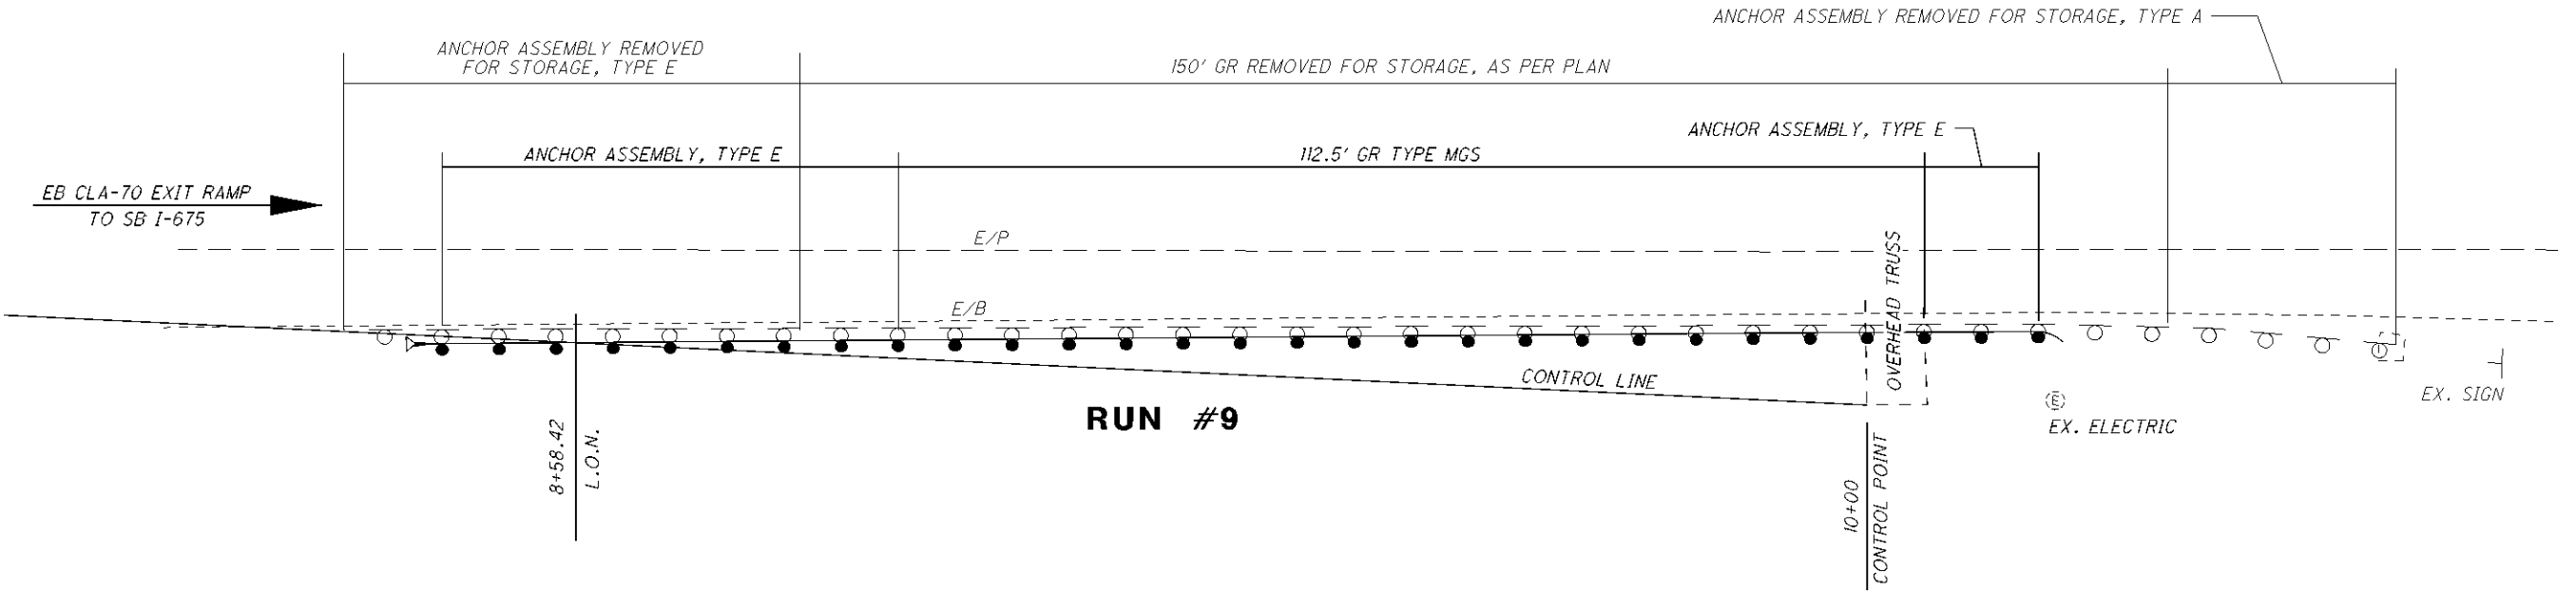 ANCHOR ASSEMBLY REMOVED FOR STORAGE, TYPE A
ANCHOR ASSEMBLY REMOVED
FOR STORAGE, TYPE E
150' GR REMOVED FOR STORAGE, AS PER PLAN
ANCHOR ASSEMBLY, TYPE E
ANCHOR ASSEMBLY, TYPE E
112.5' GR TYPE MGS
EB CLA-70 EXIT RAMP
TO SB I-675
E/P
OVERHEAD TRUSS
E/B
CONTROL LINE
RUN #9
E
EX. ELECTRIC
EX. SIGN
8+58.42
L.O.N.
10+00
CONTROL POINT